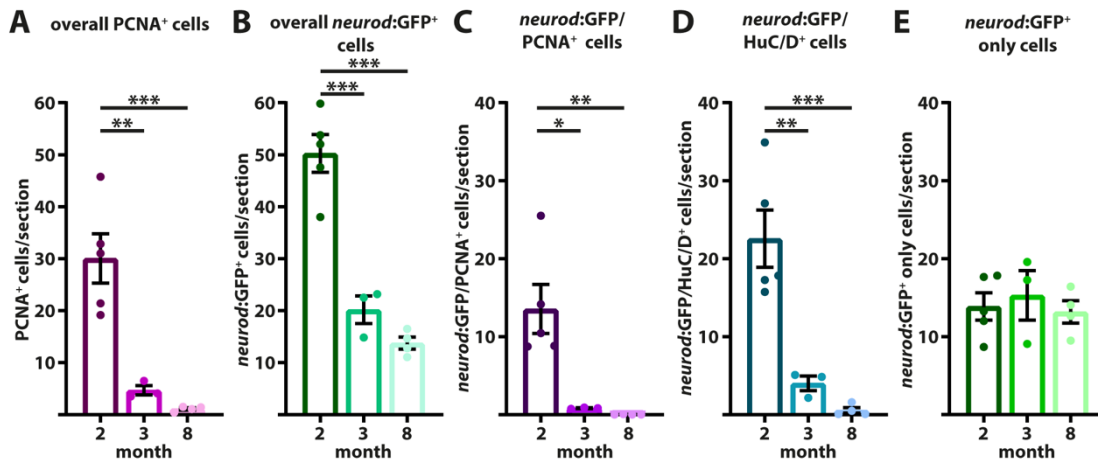 A overall PCNA⁺ cells
***
**
PCNA⁺ cells/section
60
50
40
30
20
10
2 3 8
month
B overall neurod:GFP⁺
cells
***
***
neurod:GFP⁺ cells/section
60
50
40
30
20
10
2 3 8
month
C neurod:GFP/
PCNA⁺ cells
**
*
neurod:GFP/PCNA⁺ cells/section
40
30
20
10
2 3 8
month
D neurod:GFP/
HuC/D⁺ cells
***
**
neurod:GFP/HuC/D⁺ cells/section
40
30
20
10
2 3 8
month
E neurod:GFP⁺
only cells
neurod:GFP⁺ only cells/section
40
30
20
10
2 3 8
month